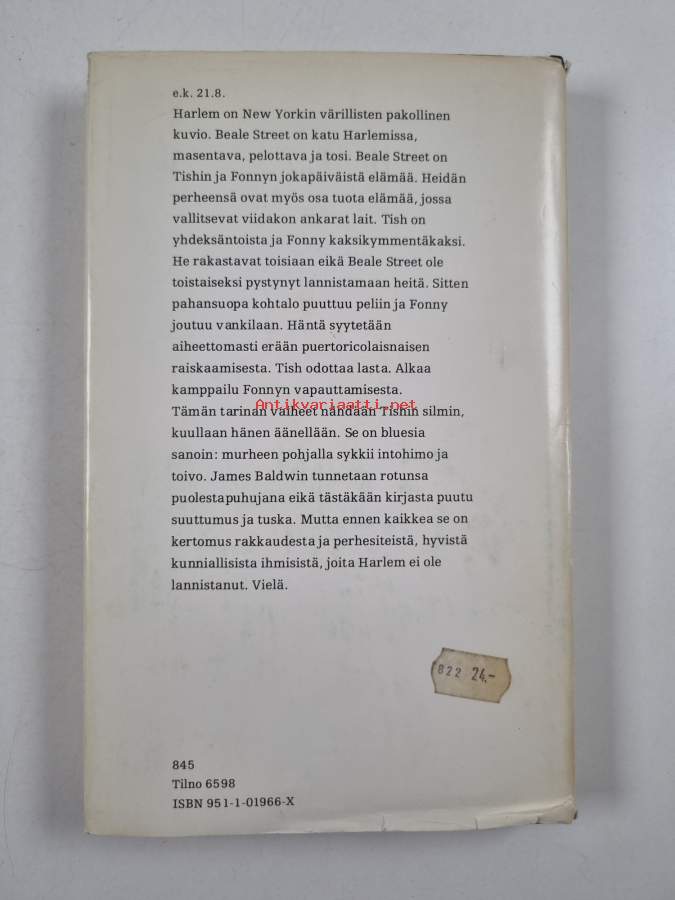 e.k. 21.8.
Harlem on New Yorkin värillisten pakollinen
kuvio. Beale Street on katu Harlemissa,
masentava, pelottava ja tosi. Beale Street on
Tishin ja Fonnyn jokapäiväistä elämää. Heidän
perheensä ovat myös osa tuota elämää, jossa
vallitsevat viidakon ankarat lait. Tish on
yhdeksäntoista ja Fonny kaksikymmentäkaksi.
He rakastavat toisiaan eikä Beale Street ole
toistaiseksi pystynyt lannistamaan heitä. Sitten
pahansuopa kohtalo puuttuu peliin ja Fonny
joutuu vankilaan. Häntä syytetään
aiheettomasti erään puertoricolaisnaisen
raiskaamisesta. Tish odottaa lasta. Alkaa
kamppailu Fonnyn vapauttamisesta.
Antikvariaatti.net
Tämän tarinan vaiheet nähdään Tishin silmin,
kuullaan hänen äänellään. Se on bluesia
sanoin: murheen pohjalla sykkii intohimo ja
toivo. James Baldwin tunnetaan rotunsa
puolestapuhujana eikä tästäkään kirjasta puutu
suuttumus ja tuska. Mutta ennen kaikkea se on
kertomus rakkaudesta ja perhesiteistä, hyvistä
kunniallisista ihmisistä, joita Harlem ei ole
lannistanut. Vielä.
822 24.-
845
Tilno 6598
ISBN 951-1-01966-X